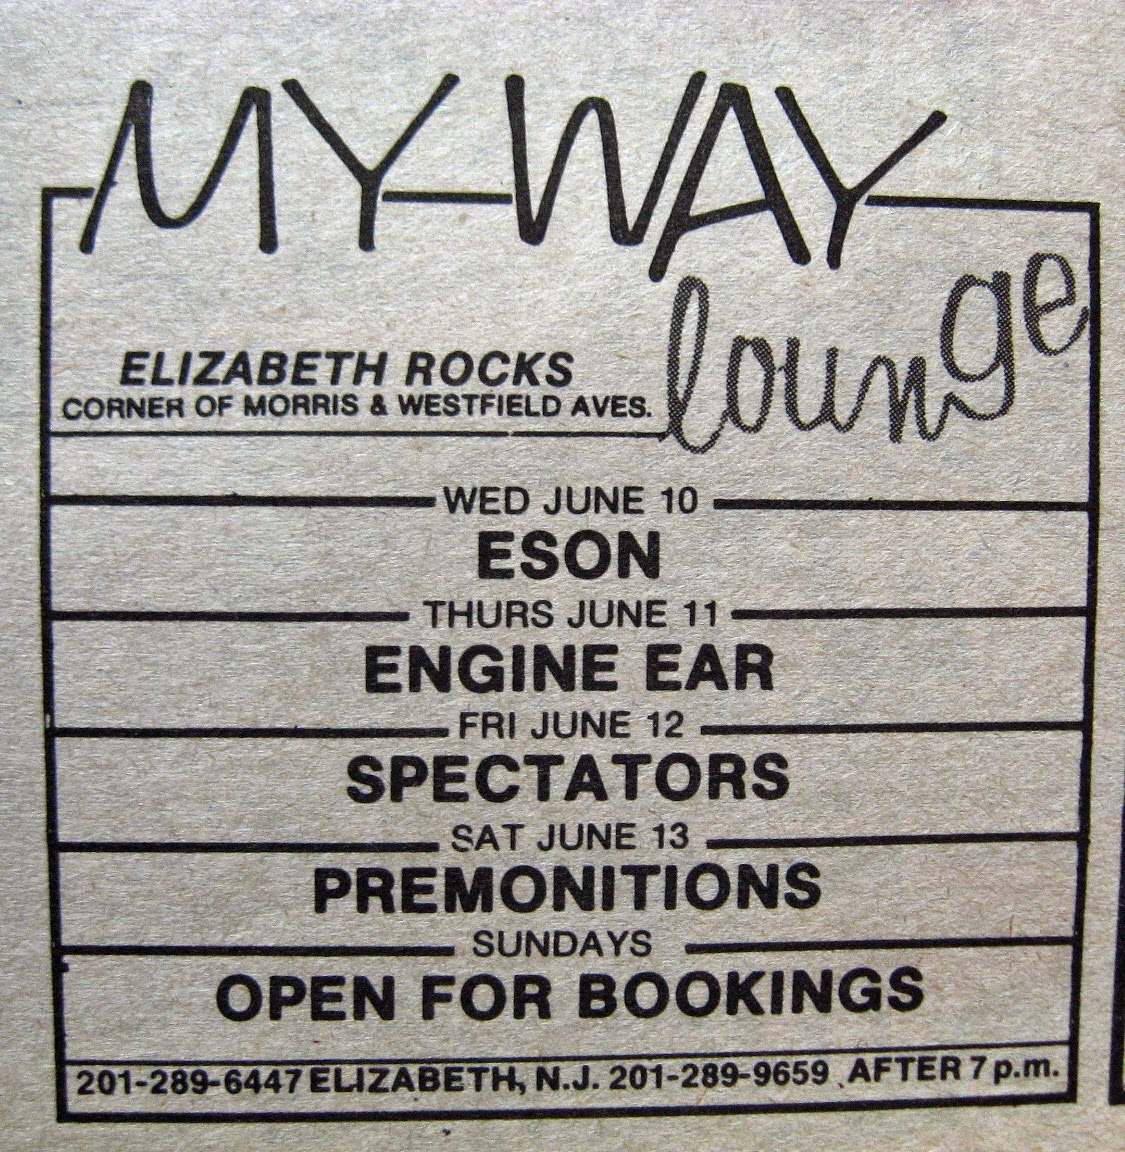 MY WAY
lounge
ELIZABETH ROCKS
CORNER OF MORRIS & WESTFIELD AVES.
WED JUNE 10
ESON
THURS JUNE 11
ENGINE EAR
FRI JUNE 12
SPECTATORS
SAT JUNE 13
PREMONITIONS
SUNDAYS
OPEN FOR BOOKINGS
201-289-6447 ELIZABETH, N.J. 201-289-9659 AFTER 7 p.m.